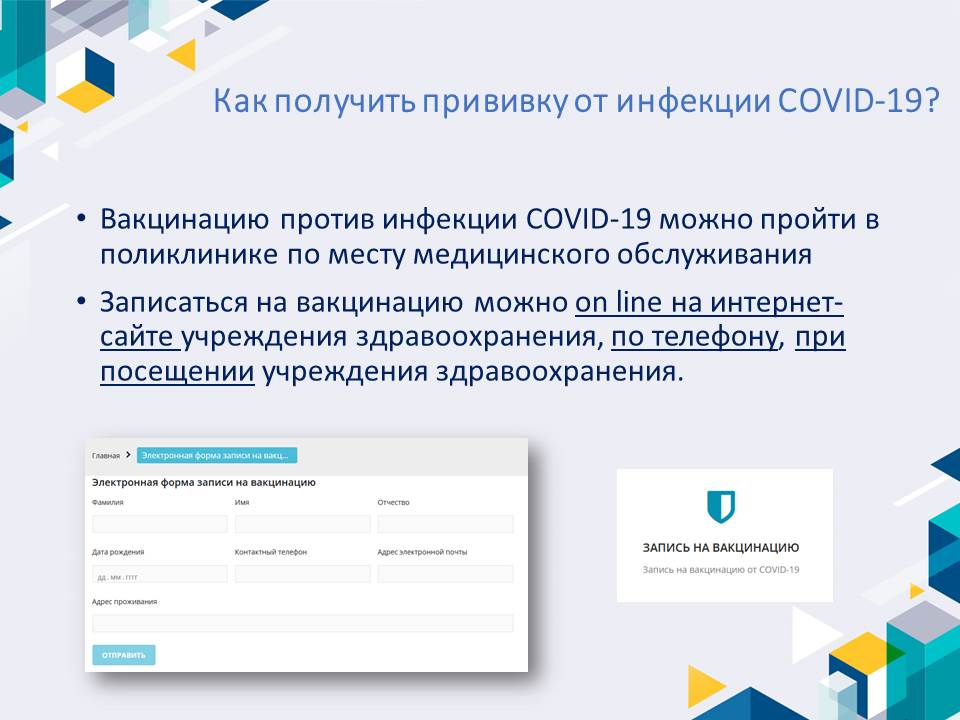 Как получить прививку от инфекции COVID-19?
• Вакцинацию против инфекции COVID-19 можно пройти в
поликлинике по месту медицинского обслуживания
• Записаться на вакцинацию можно on line на интернет-
сайте учреждения здравоохранения, по телефону, при
посещении учреждения здравоохранения.
Главная > Электронная форма записи на вакц...
Электронная форма записи на вакцинацию
Фамилия Имя Отчество
Дата рождения Контактный телефон Адрес электронной почты
дд.мм.гггг
Адрес проживания
ОТПРАВИТЬ
ЗАПИСЬ НА ВАКЦИНАЦИЮ
Запись на вакцинацию от COVID-19